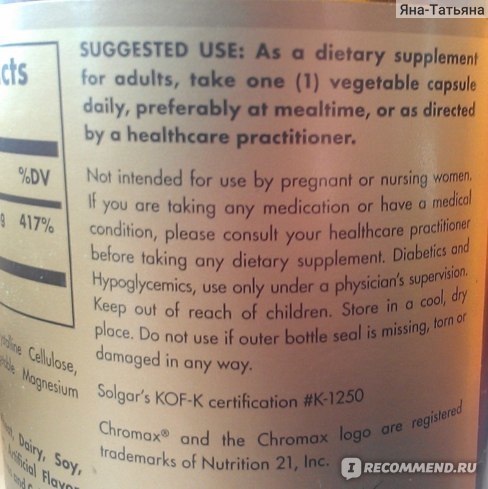 Яна-Татьяна
SUGGESTED USE: As a dietary supplement
for adults, take one (1) vegetable capsule
daily, preferably at mealtime, or as directed
by a healthcare practitioner.
Not intended for use by pregnant or nursing women.
If you are taking any medication or have a medical
condition, please consult your healthcare practitioner
before taking any dietary supplement. Diabetics and
Hypoglycemics, use only under a physician's supervision.
Keep out of reach of children. Store in a cool, dry
place. Do not use if outer bottle seal is missing, torn or
damaged in any way.
Solgar's KOF-K certification #K-1250
Chromax® and the Chromax logo are registered
trademarks of Nutrition 21, Inc.
cts
%DV
g 417%
Cellulose,
Magnesium
Dairy, Soy,
Artificial Flavor
IRECOMMEND.RU